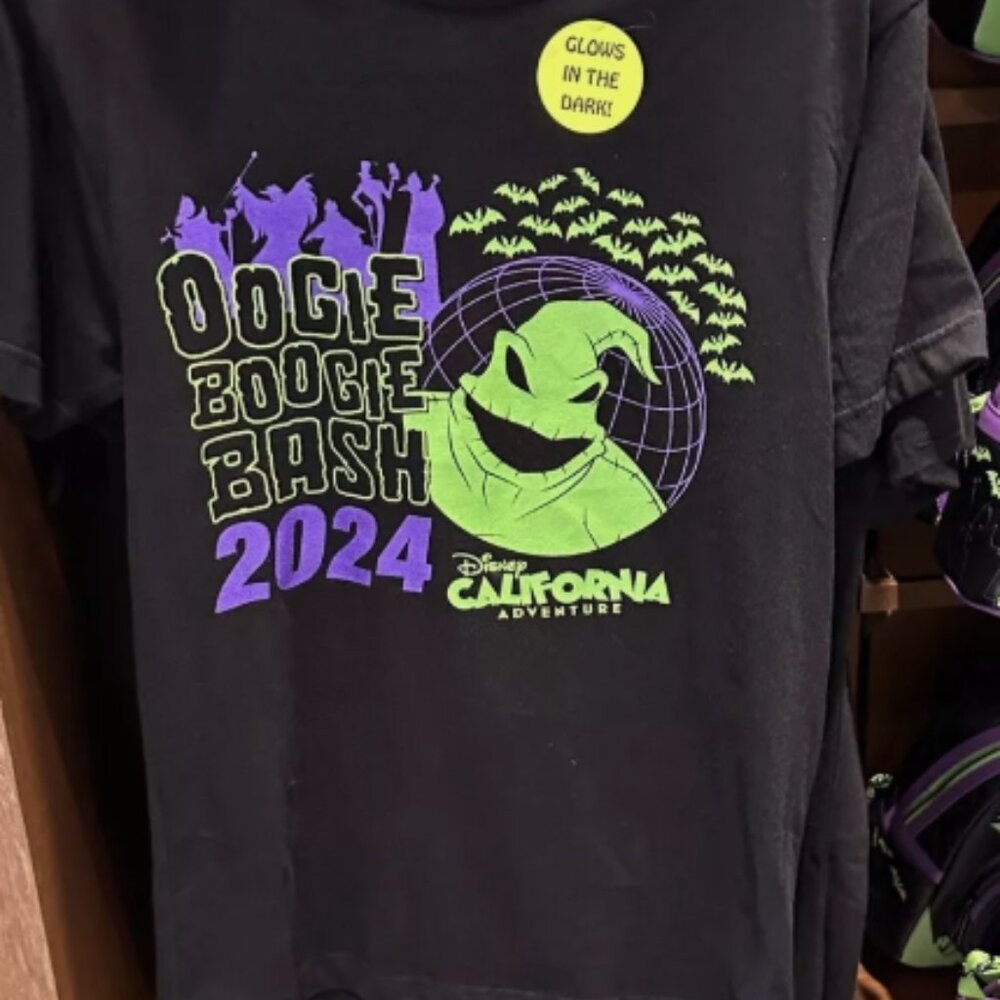 GLOWS
IN THE
DARK!
OOGIE
BOOGIE
BASH
2024
Disney
CALIFORNIA
ADVENTURE